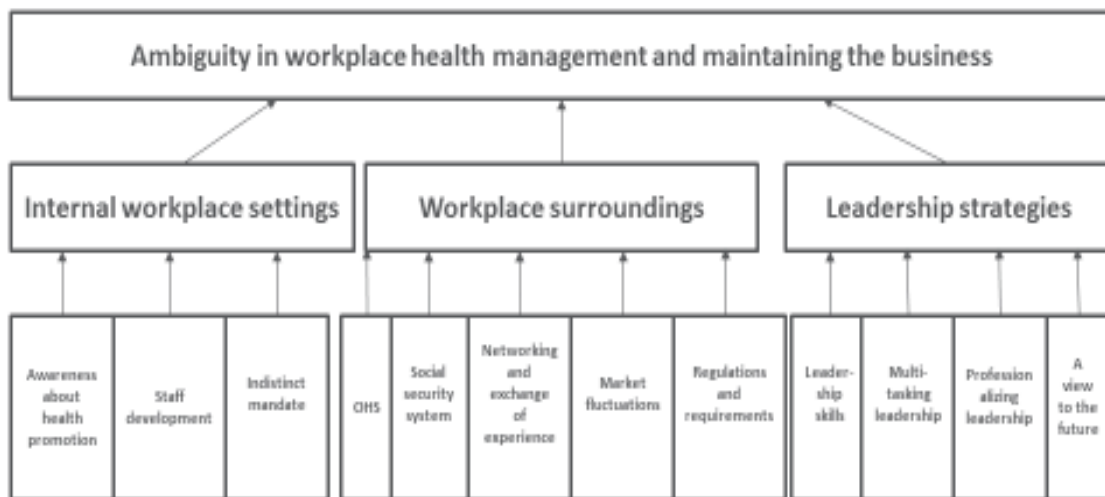 Ambiguity in workplace health management and maintaining the business
Internal workplace settings
Workplace surroundings
Leadership strategies
Awareness
about
health
promotion
Staff
development
Indistinct
mandate
OHS
Social
security
system
Networking
and
exchange
of
experience
Market
fluctuations
Regulations
and
requirements
Leader-
ship
skills
Multi-
tasking
leadership
Profession
alizing
leadership
A
view
to the
future